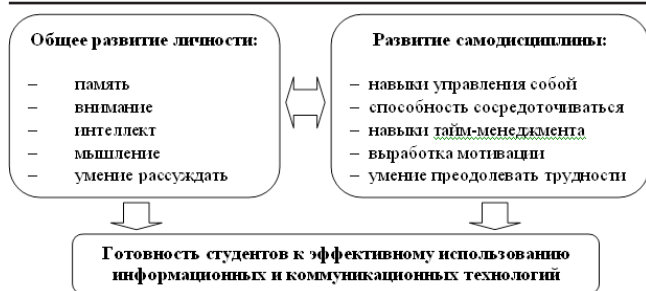 Общее развитие личности:
– память
– внимание
– интеллект
– мышление
– умение рассуждать
Развитие самодисциплины:
– навыки управления собой
– способность сосредоточиваться
– навыки тайм-менеджмента
– выработка мотивации
– умение преодолевать трудности
Готовность студентов к эффективному использованию
информационных и коммуникационных технологий